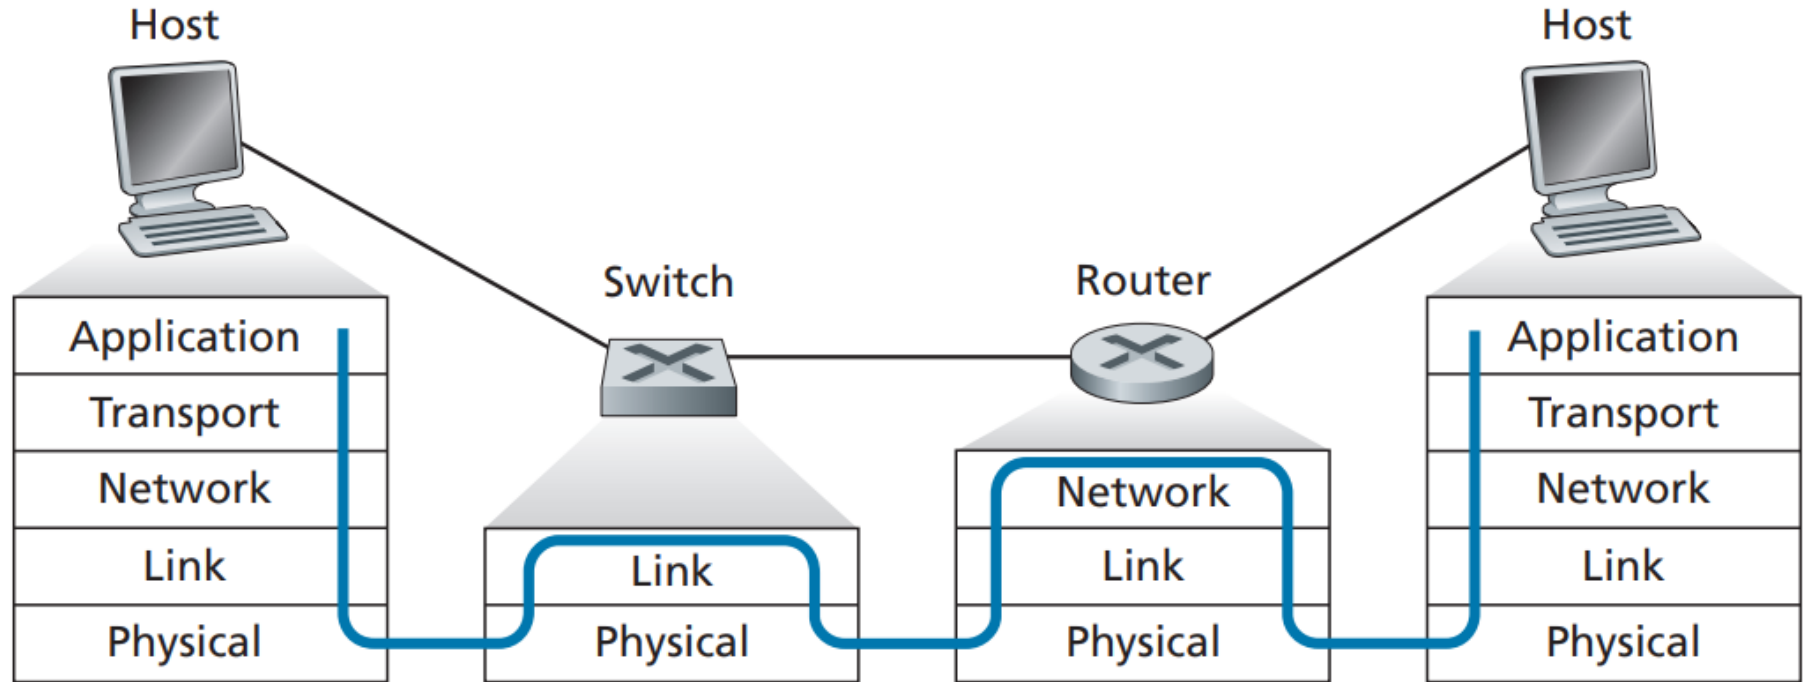 Host
Host
Switch
Router
Application
Transport
Network
Link
Physical
Link
Physical
Network
Link
Physical
Application
Transport
Network
Link
Physical